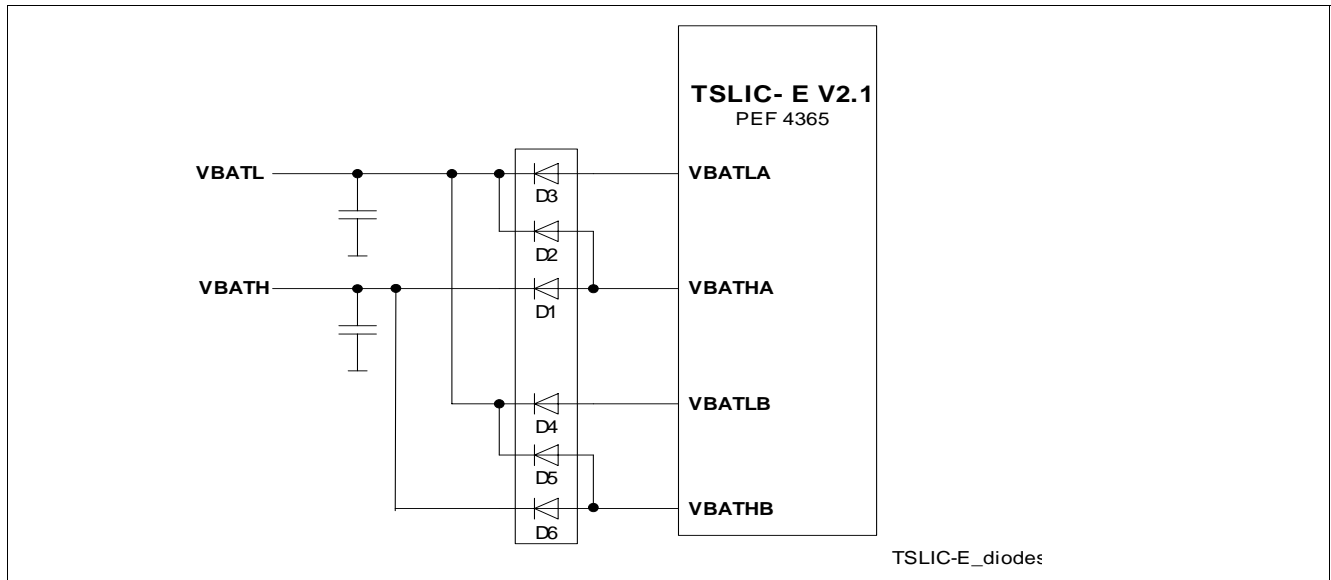 TSLIC- E V2.1
PEF 4365
VBATL
D3
VBATLA
D2
VBATH
D1
VBATHA
D4
VBATLB
D5
D6
VBATHB
TSLIC-E_diodes